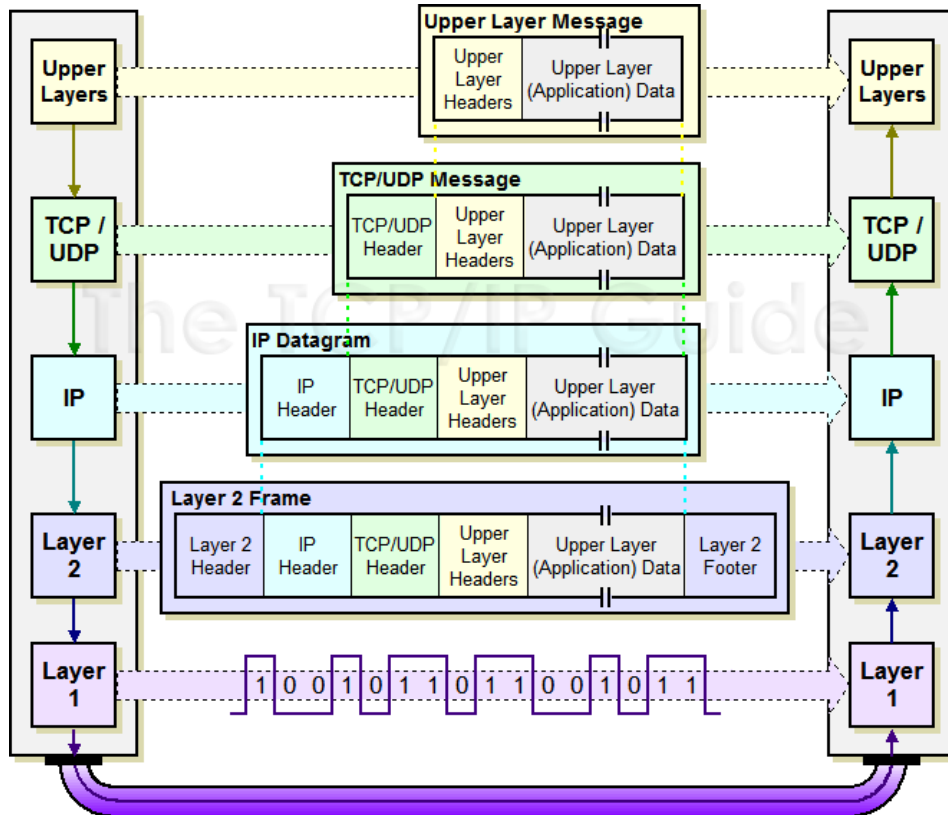 Upper Layer Message
Upper
Layers
Upper
Layer
Headers
Upper Layer
(Application) Data
Upper
Layers
TCP/UDP Message
TCP /
UDP
TCP/UDP
Header
Upper
Layer
Headers
Upper Layer
(Application) Data
TCP /
UDP
The TCP/IP Guide
IP Datagram
IP
IP
Header
TCP/UDP
Header
Upper
Layer
Headers
Upper Layer
(Application) Data
IP
Layer 2 Frame
Layer
2
Layer 2
Header
IP
Header
TCP/UDP
Header
Upper
Layer
Headers
Upper Layer
(Application) Data
Layer 2
Footer
Layer
2
Layer
1
1 0 0 1 0 1 1 0 1 1 0 0 1 0 1 1
Layer
1